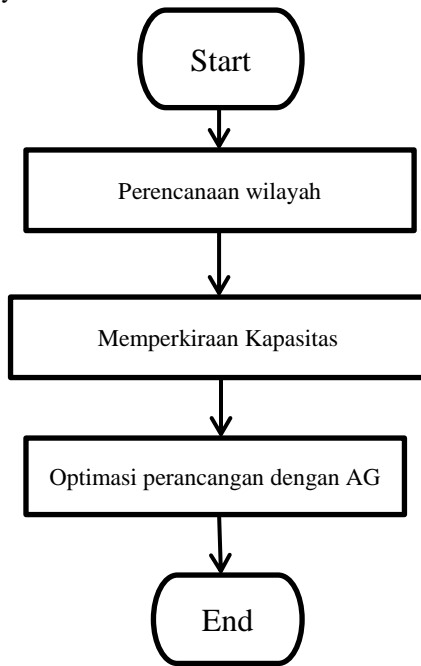 Start
Perencanaan wilayah
Memperkiraan Kapasitas
Optimasi perancangan dengan AG
End